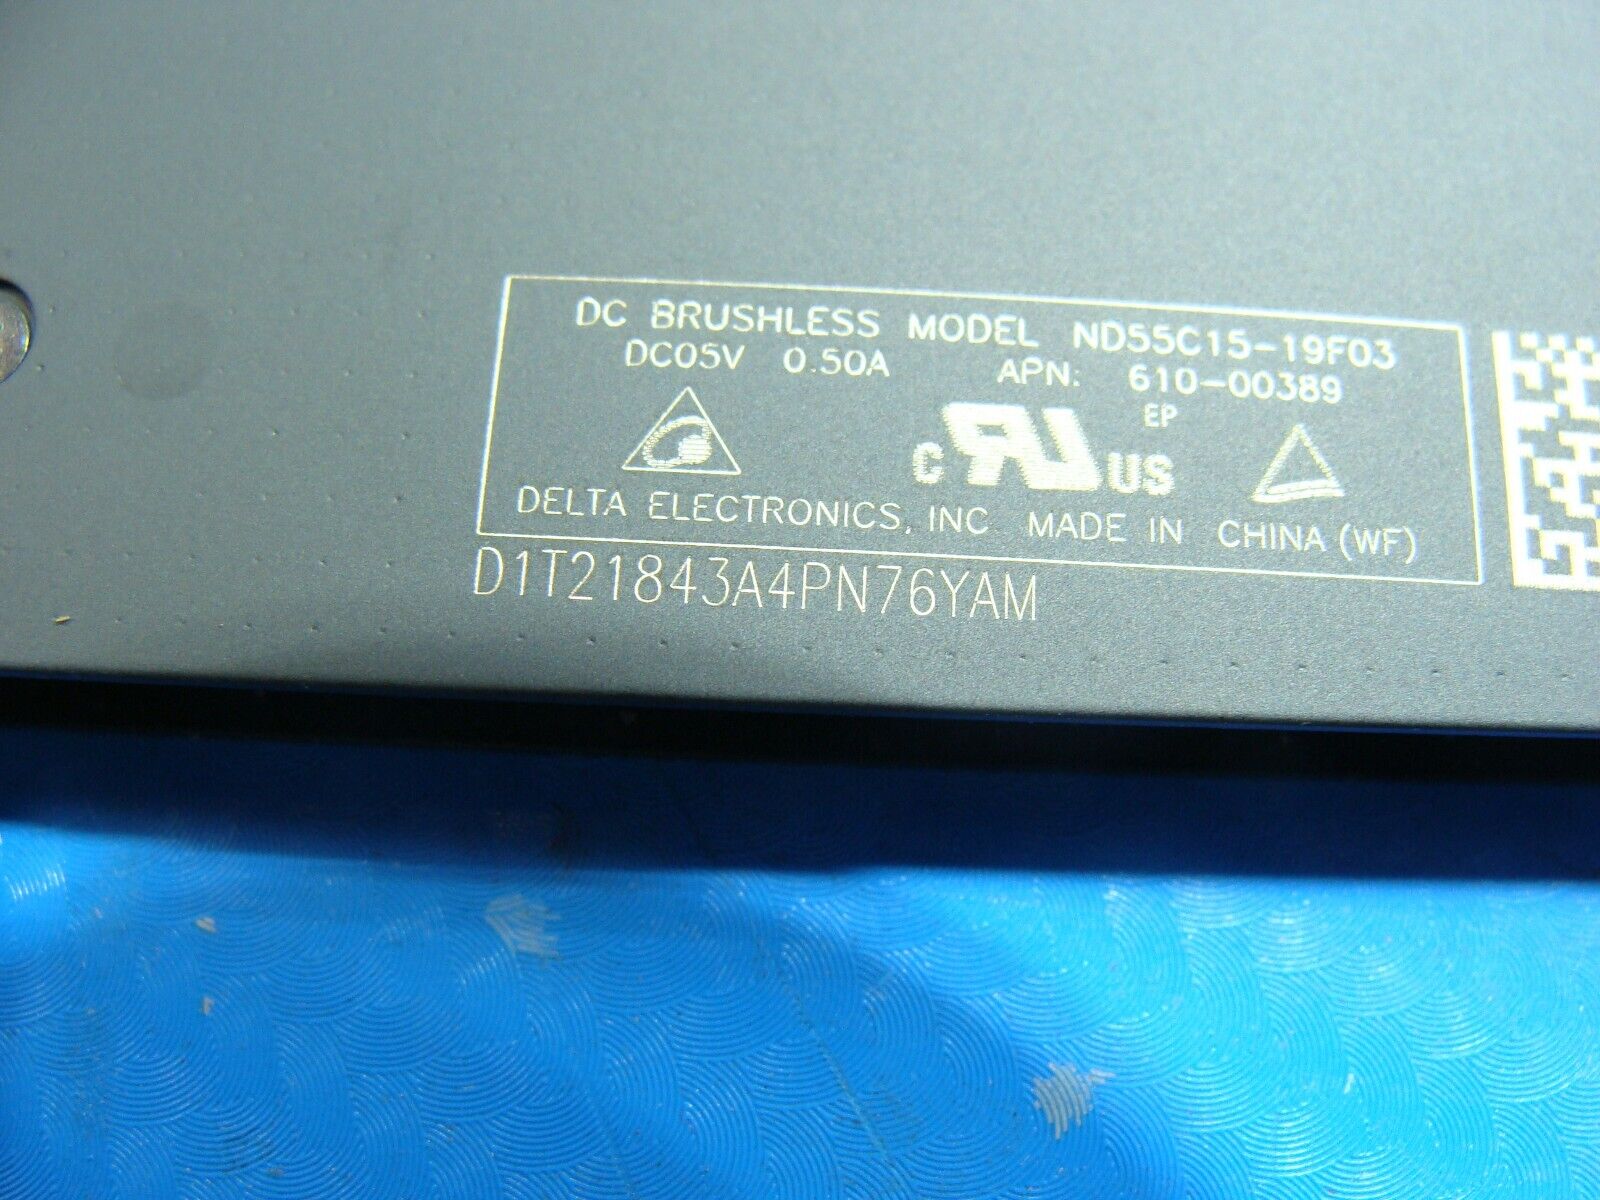 DC BRUSHLESS MODEL ND55C15-19F03
DC05V 0.50A APN: 610-00389
EP
C RU US
DELTA ELECTRONICS, INC. MADE IN CHINA (WF)
D1T21843A4PN76YAM